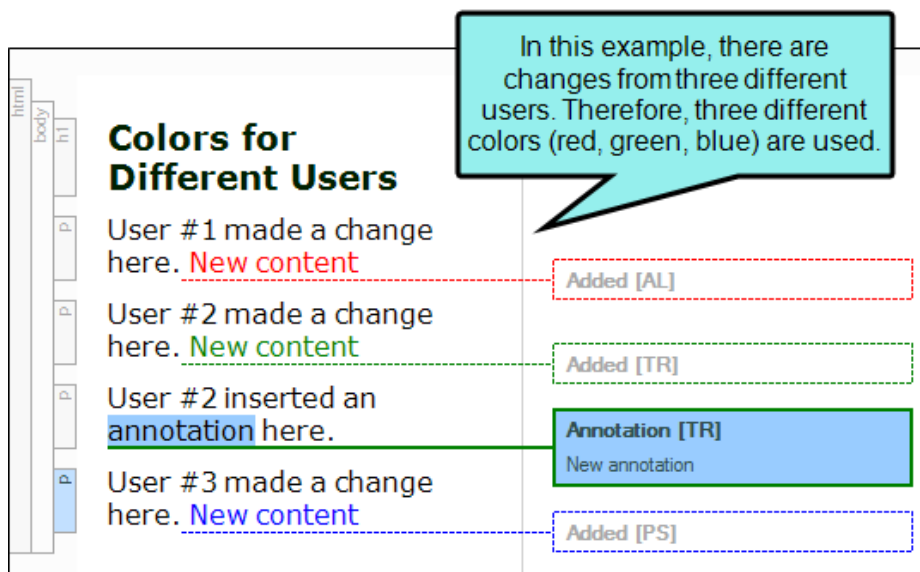 In this example, there are
changes from three different
users. Therefore, three different
colors (red, green, blue) are used.
html
body
h1
Colors for
Different Users
P
User #1 made a change
here. New content
Added [AL]
P
User #2 made a change
here. New content
Added [TR]
P
User #2 inserted an
annotation here.
Annotation [TR]
New annotation
P
User #3 made a change
here. New content
Added [PS]